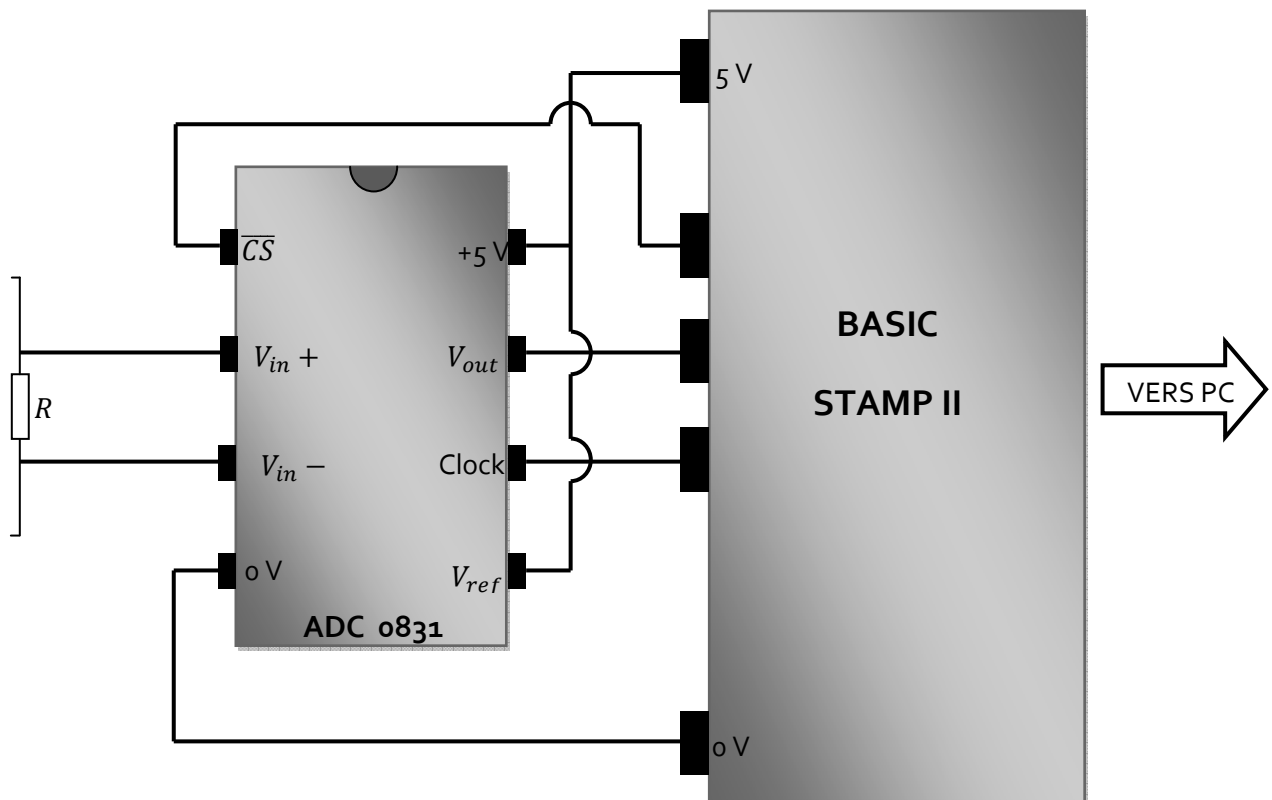 5 V
CS
+5 V
V_in +
V_out
BASIC
STAMP II
VERS PC
R
V_in −
Clock
0 V
V_ref
ADC 0831
0 V